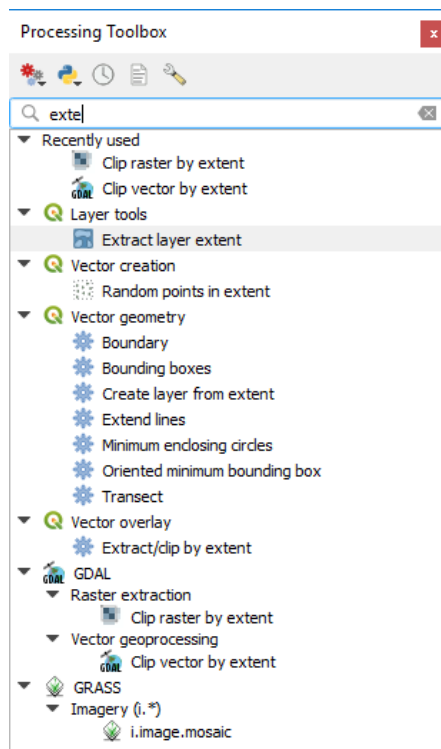 Processing Toolbox
x
exte
Recently used
Clip raster by extent
GDAL Clip vector by extent
Layer tools
Extract layer extent
Vector creation
Random points in extent
Vector geometry
Boundary
Bounding boxes
Create layer from extent
Extend lines
Minimum enclosing circles
Oriented minimum bounding box
Transect
Vector overlay
Extract/clip by extent
GDAL GDAL
Raster extraction
Clip raster by extent
Vector geoprocessing
GDAL Clip vector by extent
GRASS
Imagery (i.*)
i.image.mosaic